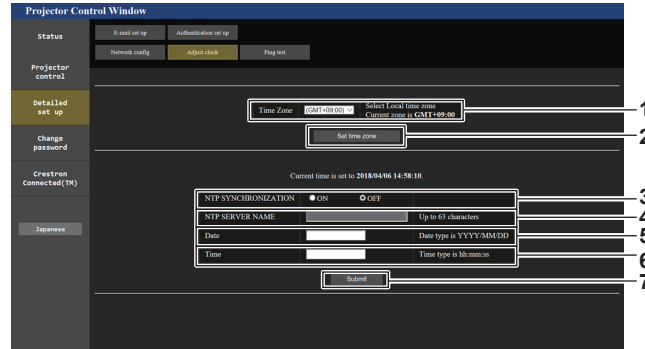 Projector Control Window
Status
E-mail set up
Authentication set up
Network config
Adjust clock
Ping test
Projector
control
Detailed
set up
Time Zone
(GMT+09:00)
Select Local time zone
Current zone is GMT+09:00
1
Set time zone
2
Change
password
Crestron
Connected(TM)
Current time is set to 2018/04/06 14:58:10.
NTP SYNCHRONIZATION ON OFF
3
NTP SERVER NAME Up to 63 characters
4
Japanese
Date Date type is YYYY/MM/DD
5
Time Time type is hh:mm:ss
6
Submit
7